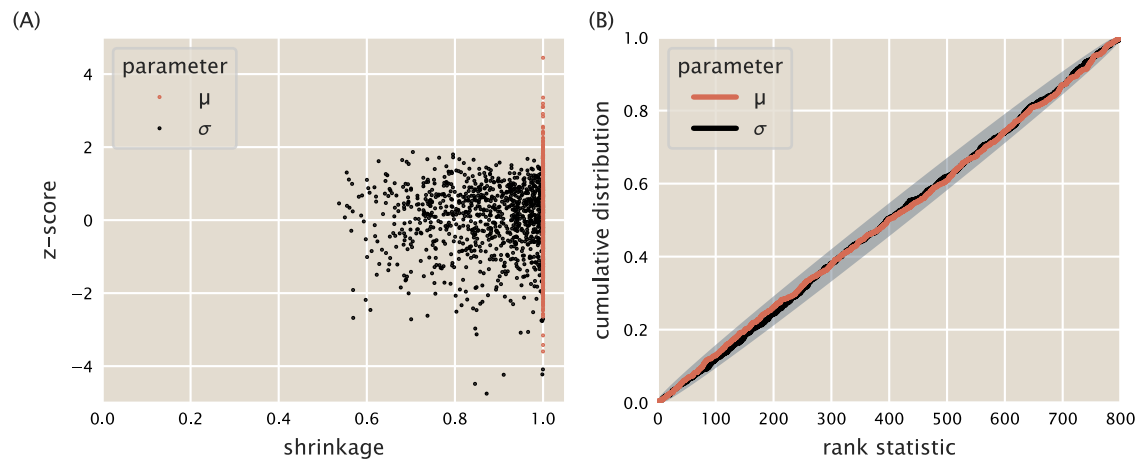 (A)
parameter
μ
σ
z-score
4
2
0
−2
−4
0.0 0.2 0.4 0.6 0.8 1.0
shrinkage
(B)
parameter
μ
σ
cumulative distribution
1.0
0.8
0.6
0.4
0.2
0.0
0 100 200 300 400 500 600 700 800
rank statistic